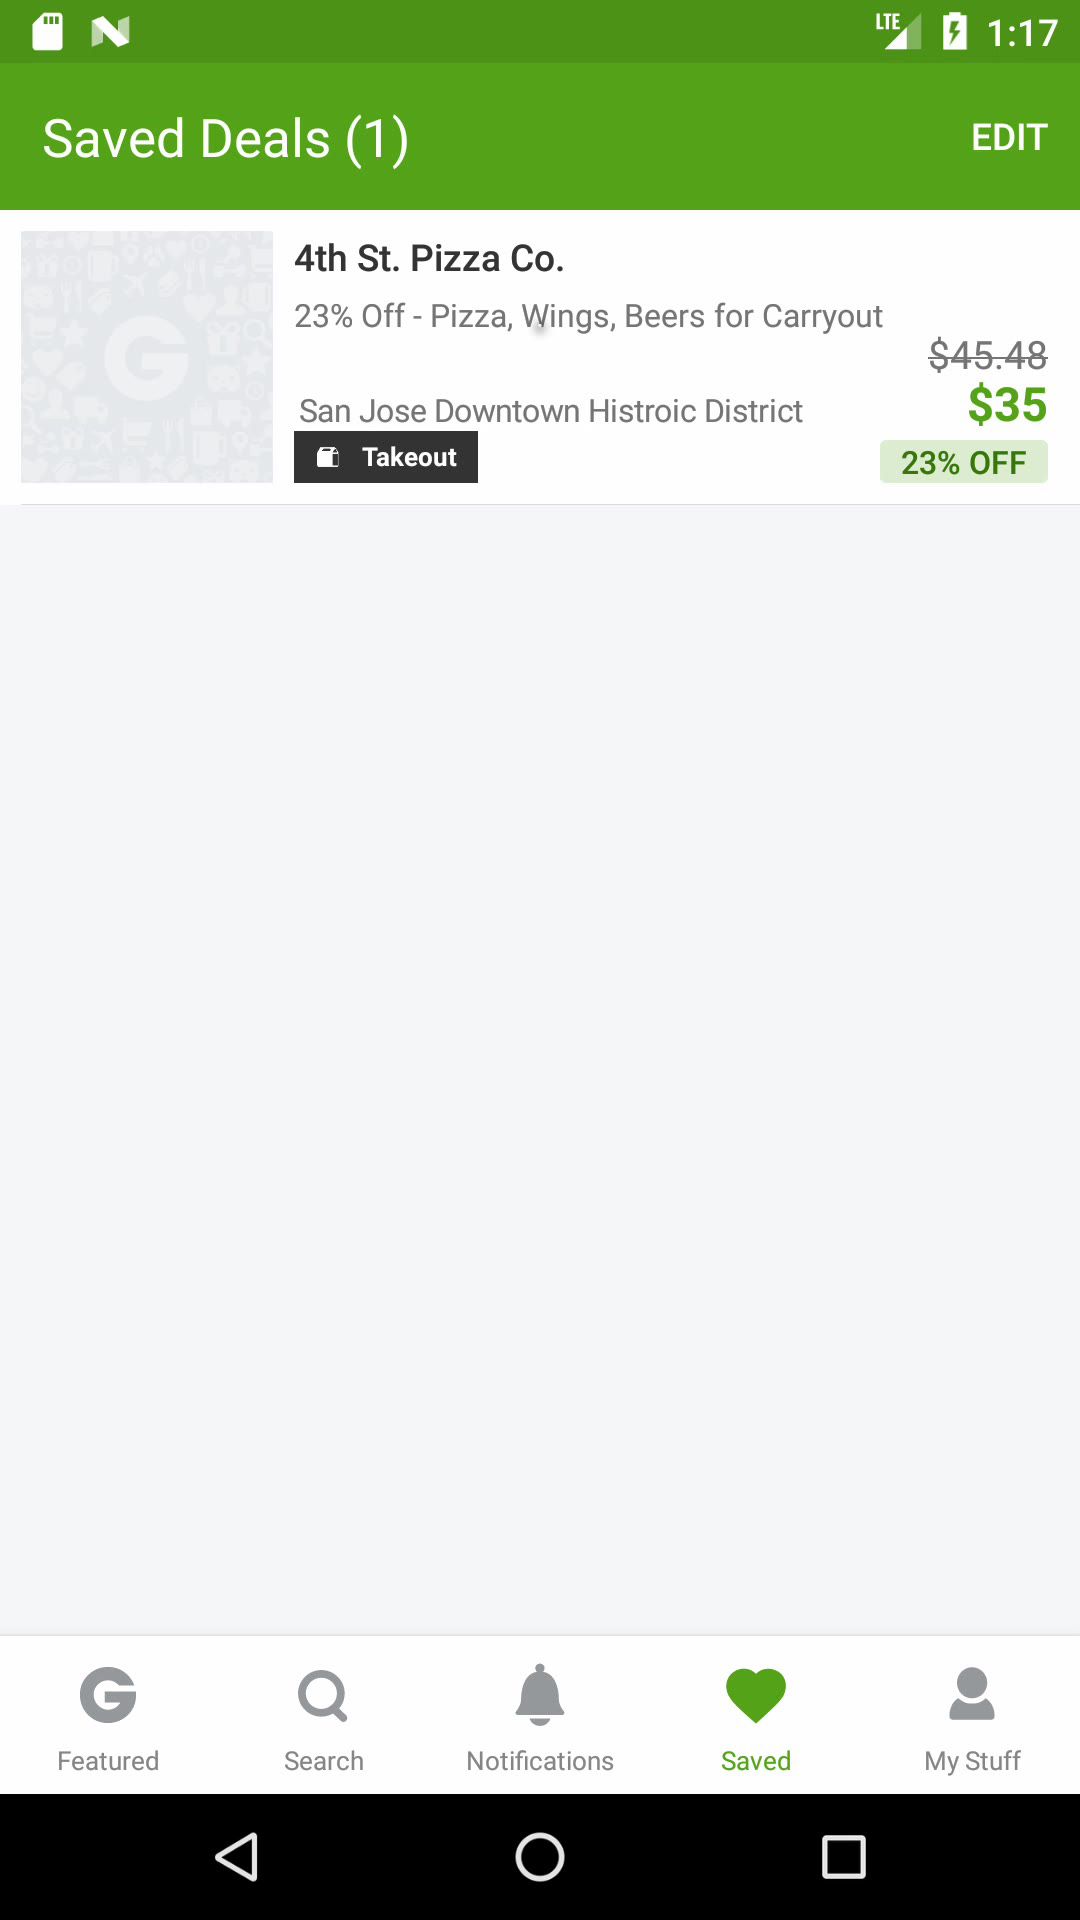 LTE 1:17
Saved Deals (1) EDIT
4th St. Pizza Co.
23% Off - Pizza, Wings, Beers for Carryout
$45.48
San Jose Downtown Histroic District
$35
Takeout
23% OFF
Featured Search Notifications Saved My Stuff